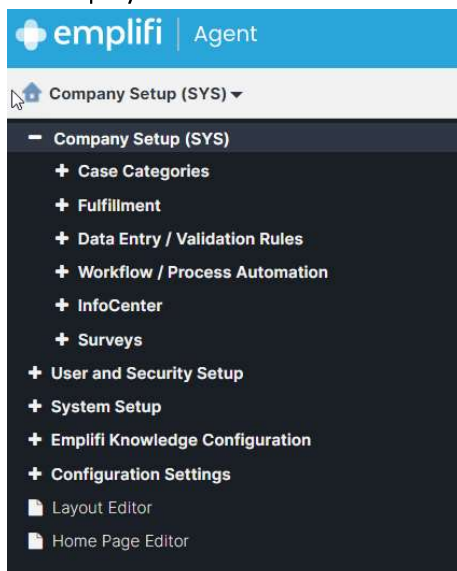 emplifi | Agent
Company Setup (SYS)
Company Setup (SYS)
Case Categories
Fulfillment
Data Entry / Validation Rules
Workflow / Process Automation
InfoCenter
Surveys
User and Security Setup
System Setup
Emplifi Knowledge Configuration
Configuration Settings
Layout Editor
Home Page Editor